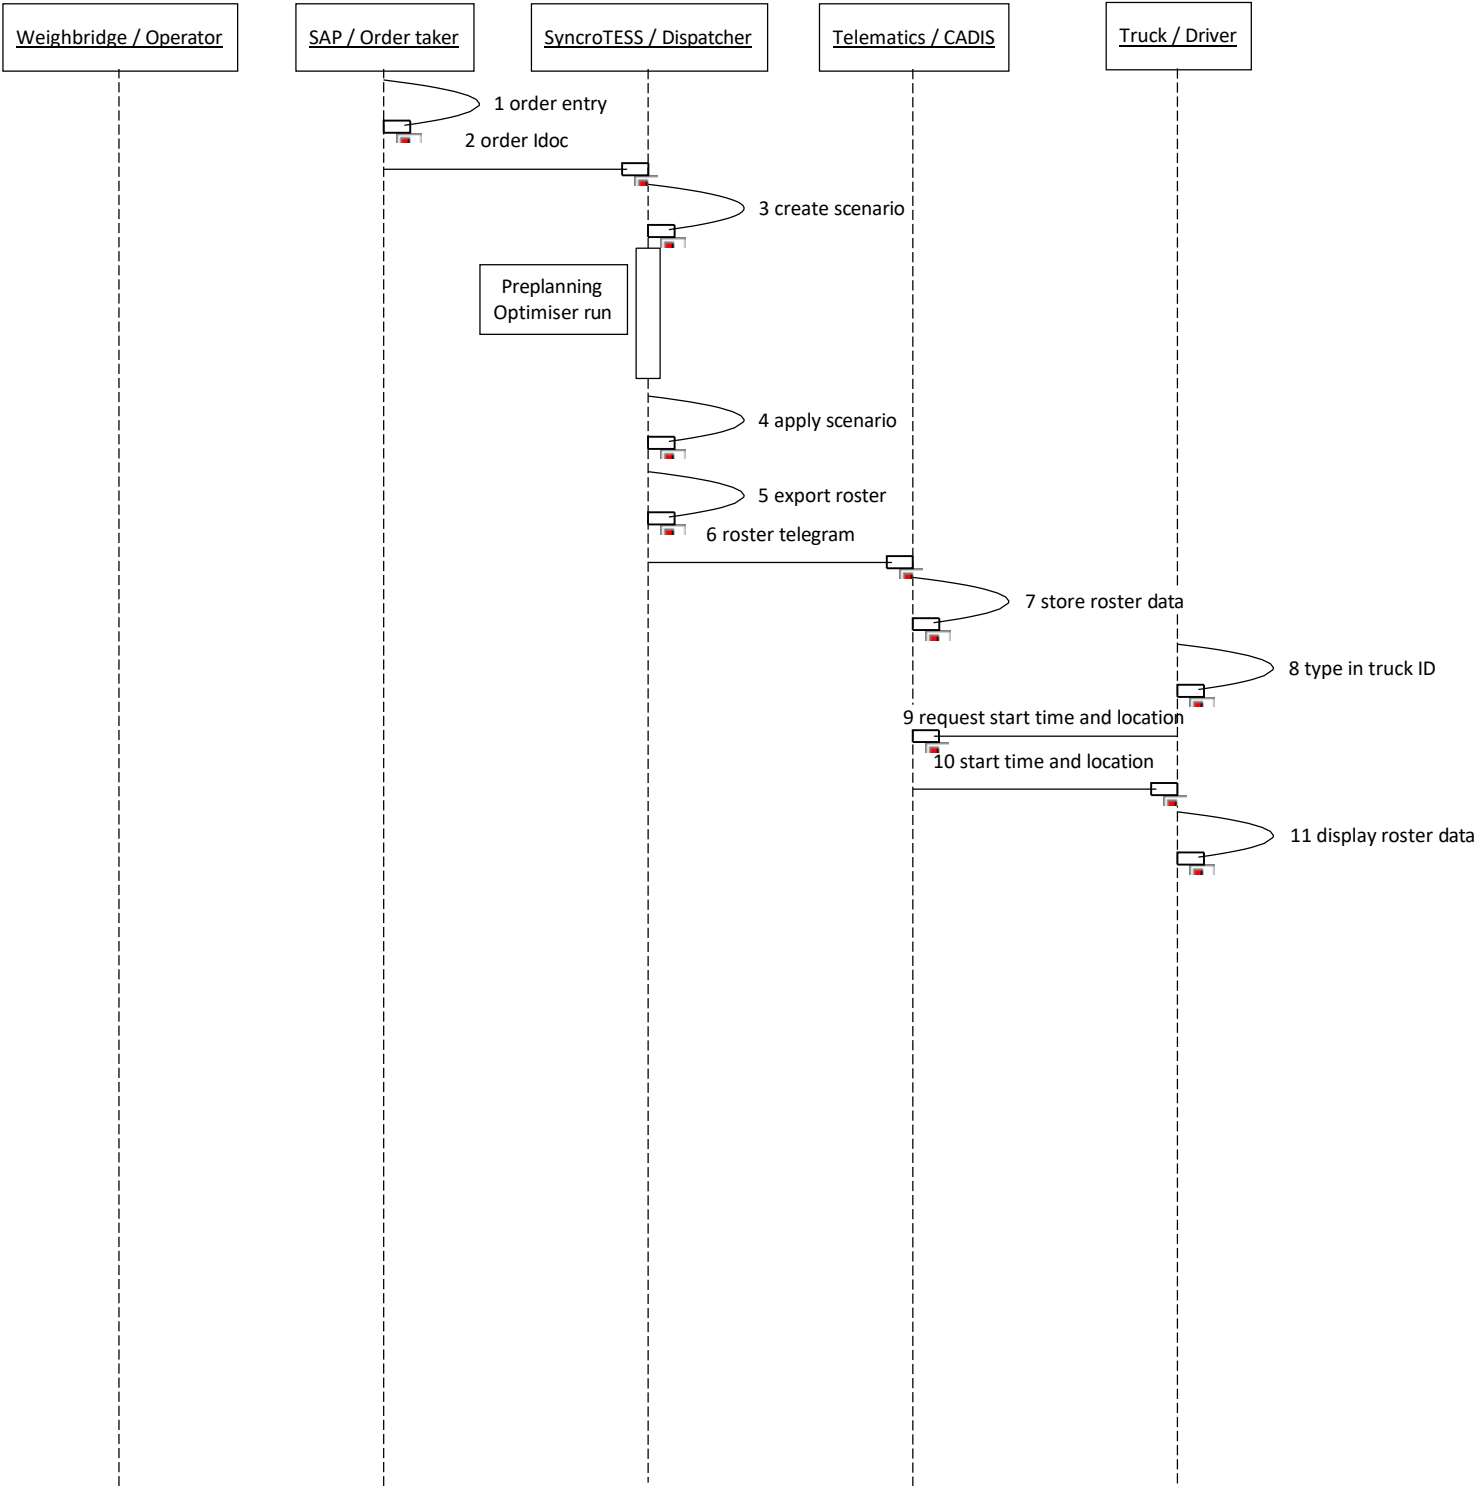 Weighbridge / Operator
SAP / Order taker
SyncroTESS / Dispatcher
Telematics / CADIS
Truck / Driver
1 order entry
2 order Idoc
3 create scenario
Preplanning
Optimiser run
4 apply scenario
5 export roster
6 roster telegram
7 store roster data
8 type in truck ID
9 request start time and location
10 start time and location
11 display roster data